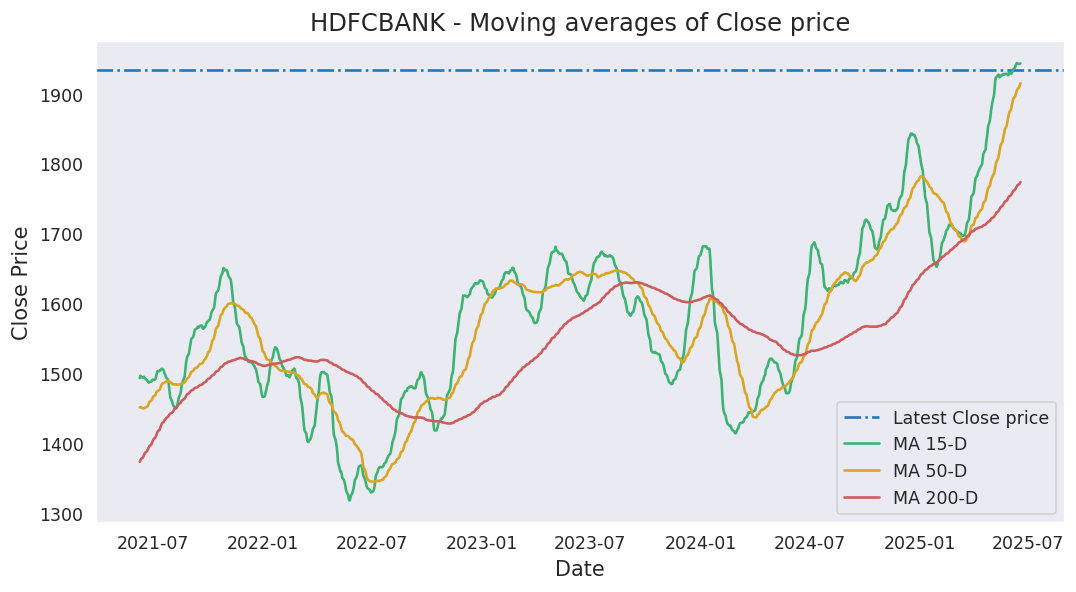 HDFCBANK - Moving averages of Close price
Close Price
1900
1800
1700
1600
1500
1400
1300
Latest Close price
MA 15-D
MA 50-D
MA 200-D
2021-07 2022-01 2022-07 2023-01 2023-07 2024-01 2024-07 2025-01 2025-07
Date